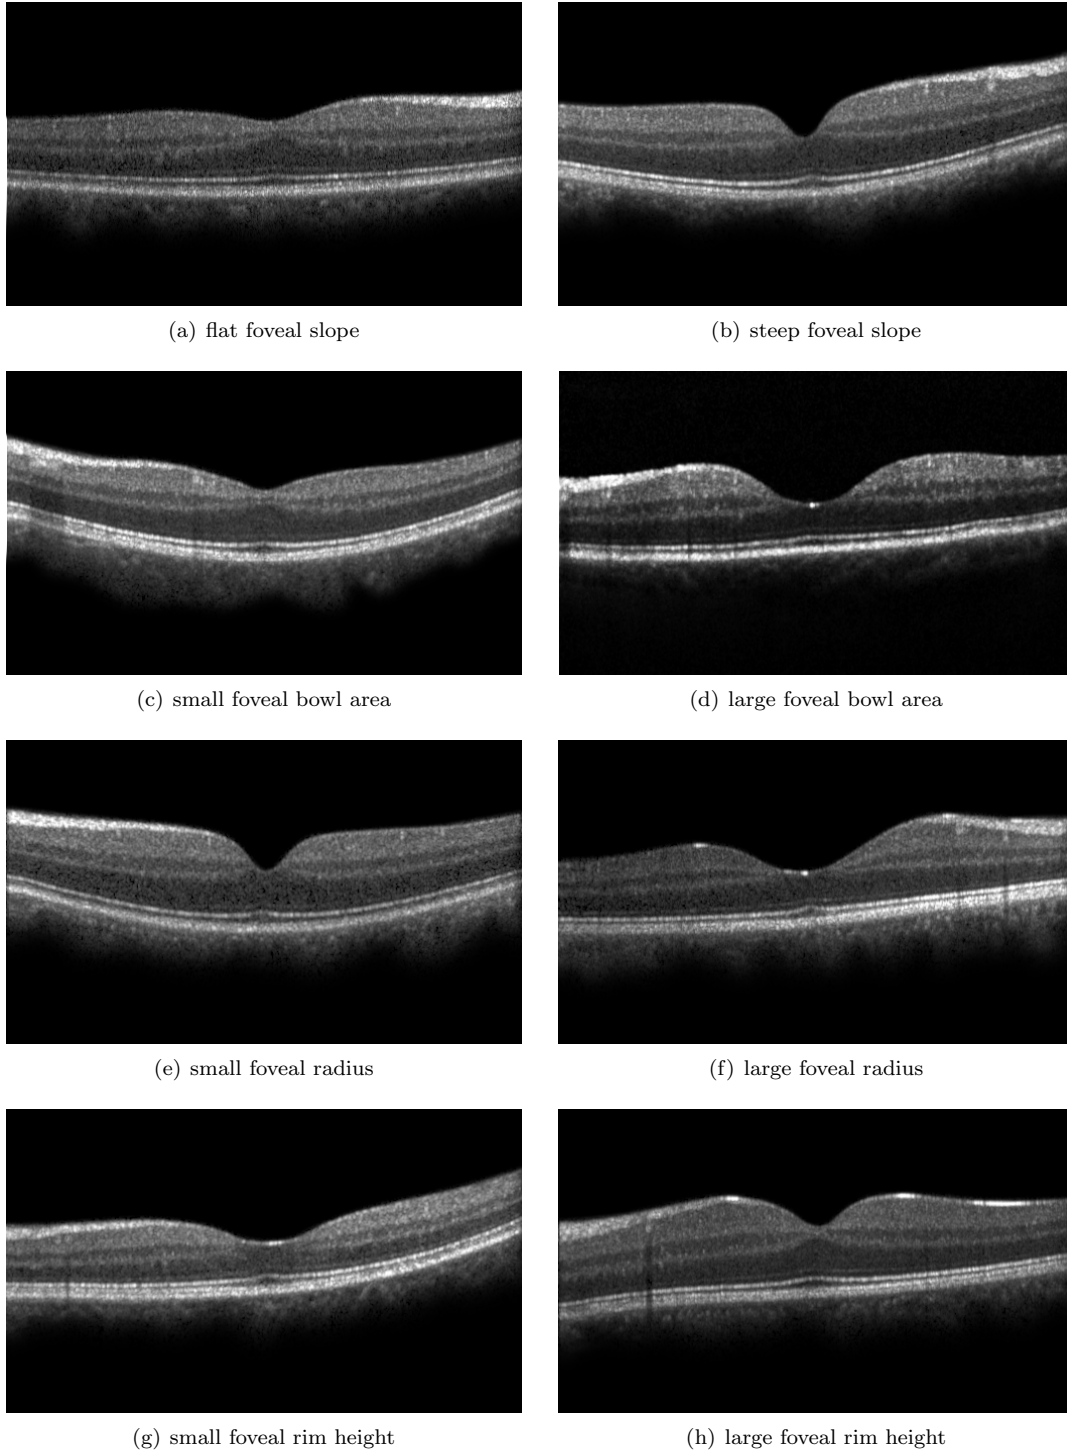 (a) flat foveal slope
(b) steep foveal slope
(c) small foveal bowl area
(d) large foveal bowl area
(e) small foveal radius
(f) large foveal radius
(g) small foveal rim height
(h) large foveal rim height